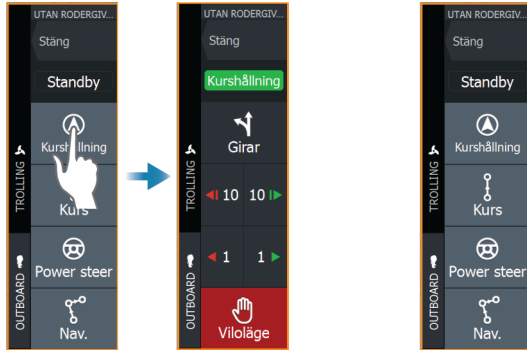 UTAN RODERGIV...
Stäng
Standby
Kurshållning
Kurs
Power steer
Nav.
TROLLING
OUTBOARD
UTAN RODERGIV...
Stäng
Kurshållning
Girar
10 10
1 1
Viloläge
TROLLING
OUTBOARD
UTAN RODERGIV...
Stäng
Standby
Kurshållning
Kurs
Power steer
Nav.
TROLLING
OUTBOARD